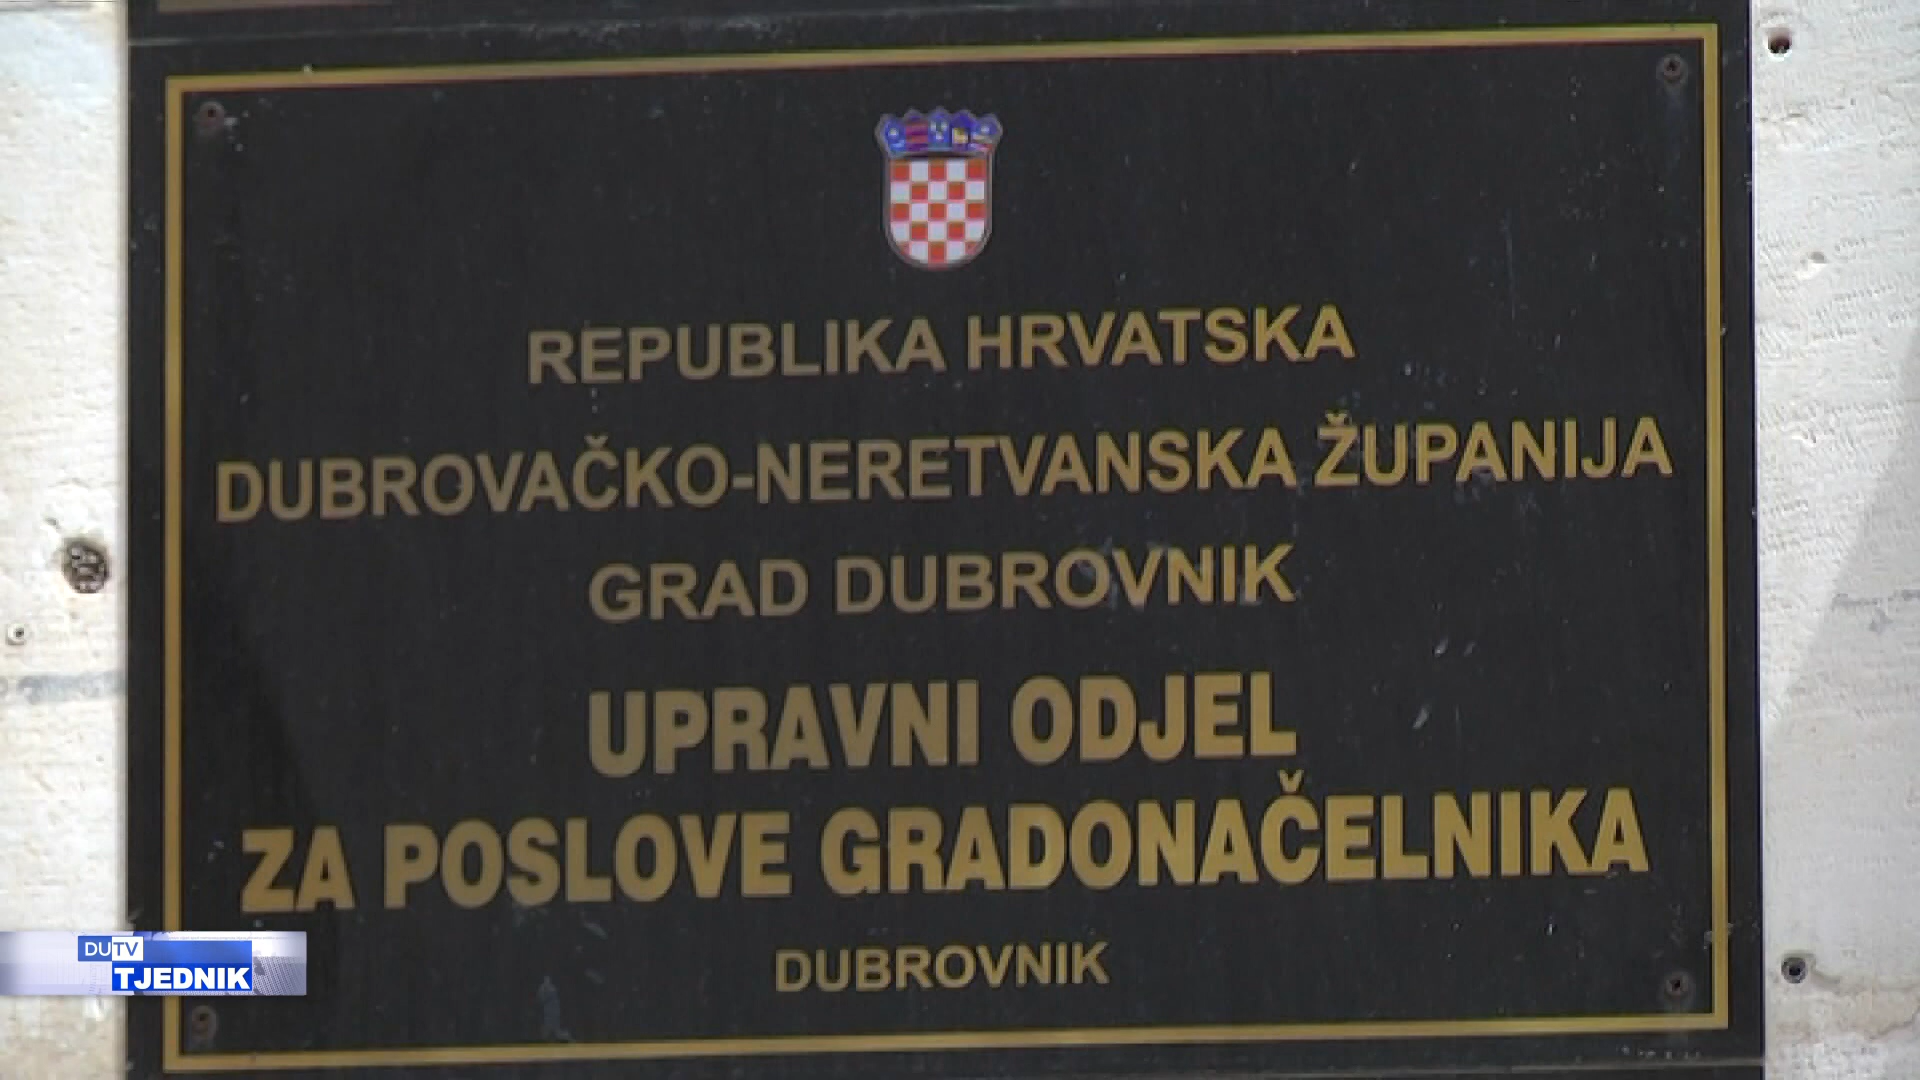 REPUBLIKA HRVATSKA
DUBROVAČKO-NERETVANSKA ŽUPANIJA
GRAD DUBROVNIK
UPRAVNI ODJEL
ZA POSLOVE GRADONAČELNIKA
DUBROVNIK
DUTV
TJEDNIK